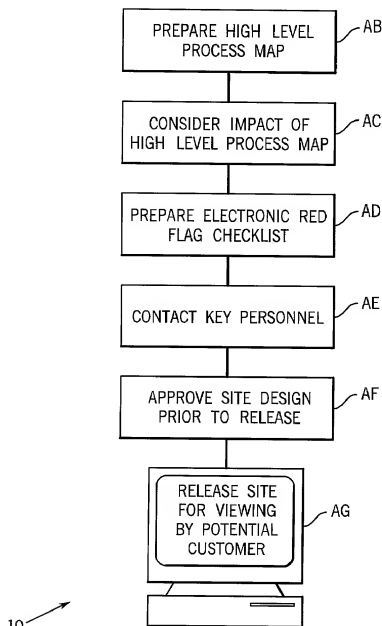 PREPARE HIGH LEVEL
PROCESS MAP
AB
CONSIDER IMPACT OF
HIGH LEVEL PROCESS MAP
AC
PREPARE ELECTRONIC RED
FLAG CHECKLIST
AD
CONTACT KEY PERSONNEL
AE
APPROVE SITE DESIGN
PRIOR TO RELEASE
AF
RELEASE SITE
FOR VIEWING
BY POTENTIAL
CUSTOMER
AG
10